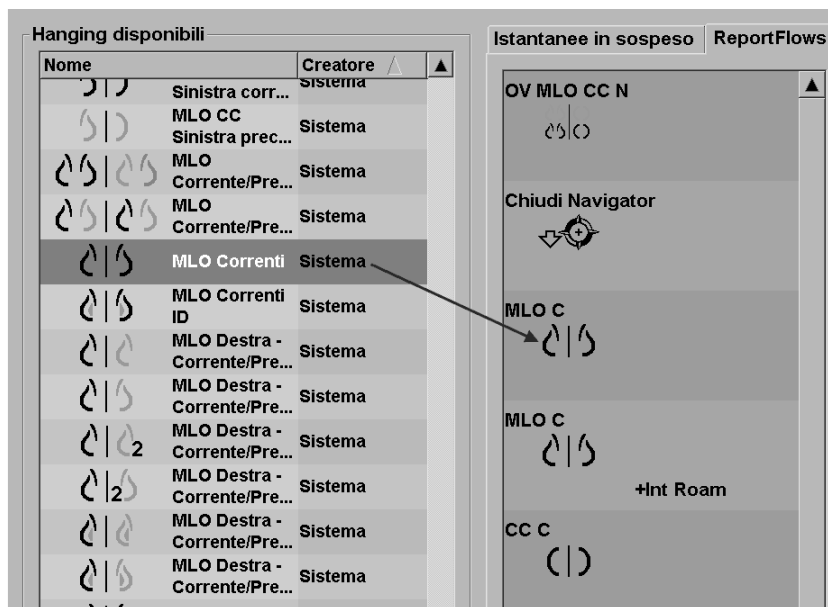 Hanging disponibili
Nome Creatore
Sinistra corr... Sistema
MLO CC
Sinistra prec... Sistema
MLO
Corrente/Pre... Sistema
MLO
Corrente/Pre... Sistema
MLO Correnti Sistema
MLO Correnti
ID Sistema
MLO Destra -
Corrente/Pre... Sistema
MLO Destra -
Corrente/Pre... Sistema
2 MLO Destra -
Corrente/Pre... Sistema
2 MLO Destra -
Corrente/Pre... Sistema
MLO Destra -
Corrente/Pre... Sistema
MLO Destra -
Corrente/Pre... Sistema
Istantanee in sospeso ReportFlows
OV MLO CC N
Chiudi Navigator
MLO C
MLO C
+Int Roam
CC C